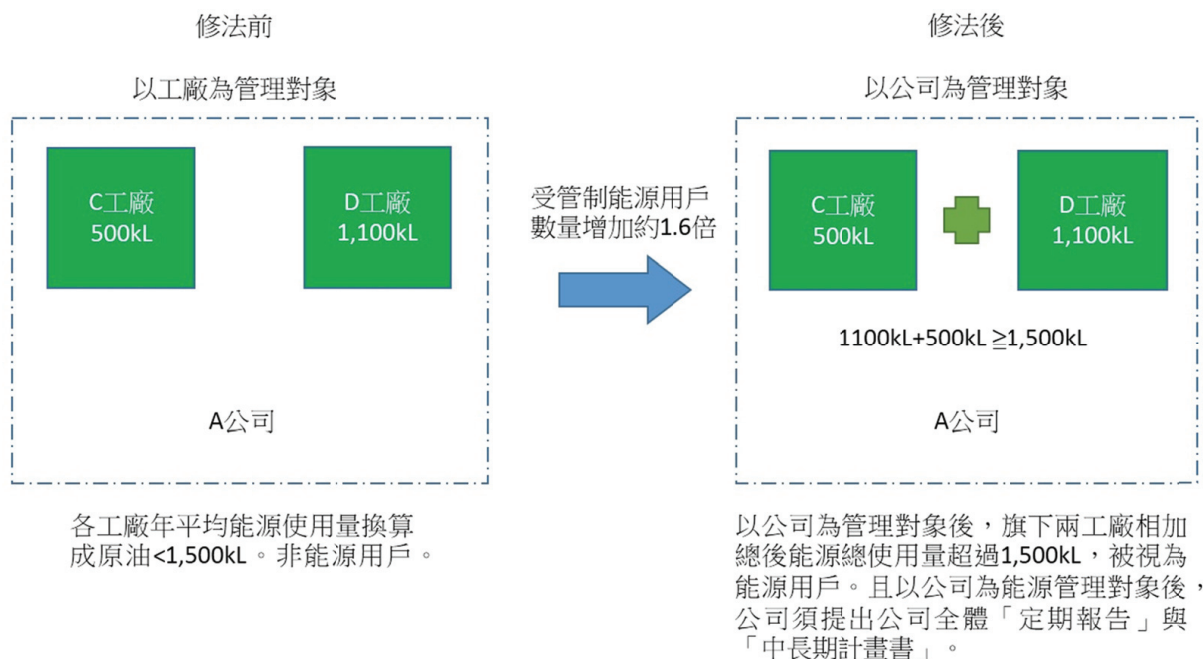 修法前
以工廠為管理對象
C工廠
500kL
D工廠
1,100kL
A公司
各工廠年平均能源使用量換算
成原油<1,500kL。非能源用戶。
受管制能源用戶
數量增加約1.6倍
修法後
以公司為管理對象
C工廠
500kL
D工廠
1,100kL
1100kL+500kL ≧1,500kL
A公司
以公司為管理對象後，旗下兩工廠相加
總後能源總使用量超過1,500kL，被視為
能源用戶。且以公司為能源管理對象後，
公司須提出公司全體「定期報告」與
「中長期計畫書」。